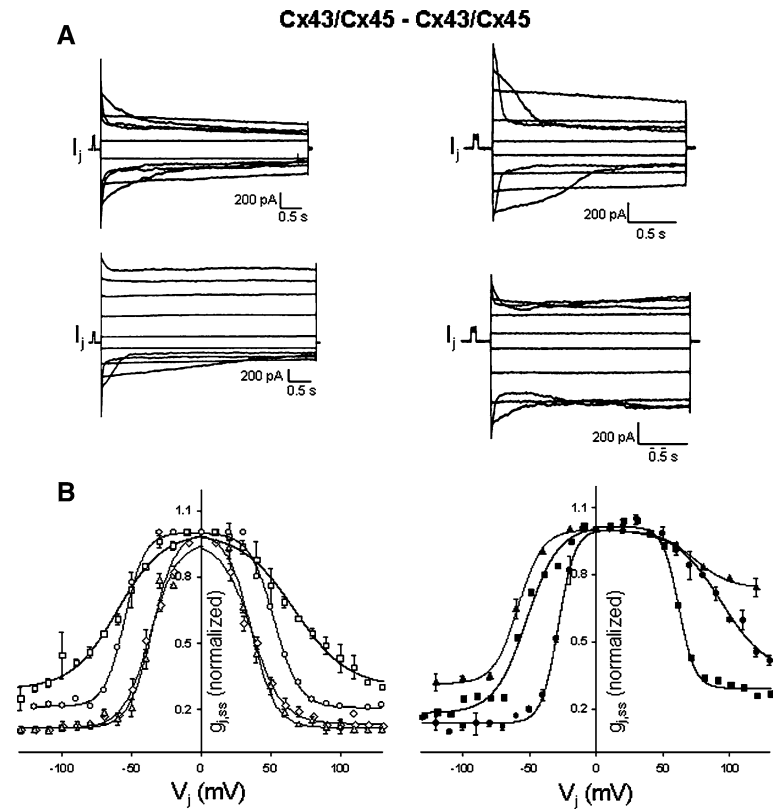 Cx43/Cx45 - Cx43/Cx45
A
Ij
200 pA
0.5 s
Ij
200 pA
0.5 s
Ij
200 pA
0.5 s
Ij
200 pA
0.5 s
B
1.1
0.8
0.5
0.2
gj,ss (normalized)
-100
-50
0
50
100
Vj (mV)
1.1
0.8
0.5
0.2
gj,ss (normalized)
-100
-50
0
50
100
Vj (mV)